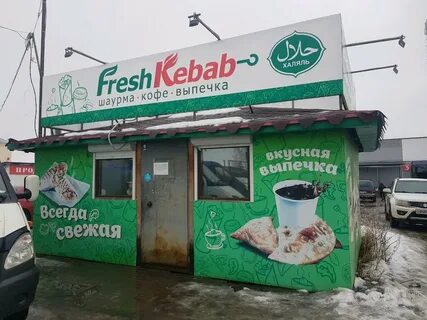 FreshKebab
шаурма · кофе · выпечка
حلال
ХАЛЯЛЬ
вкусная
выпечка
Всегда
свежая